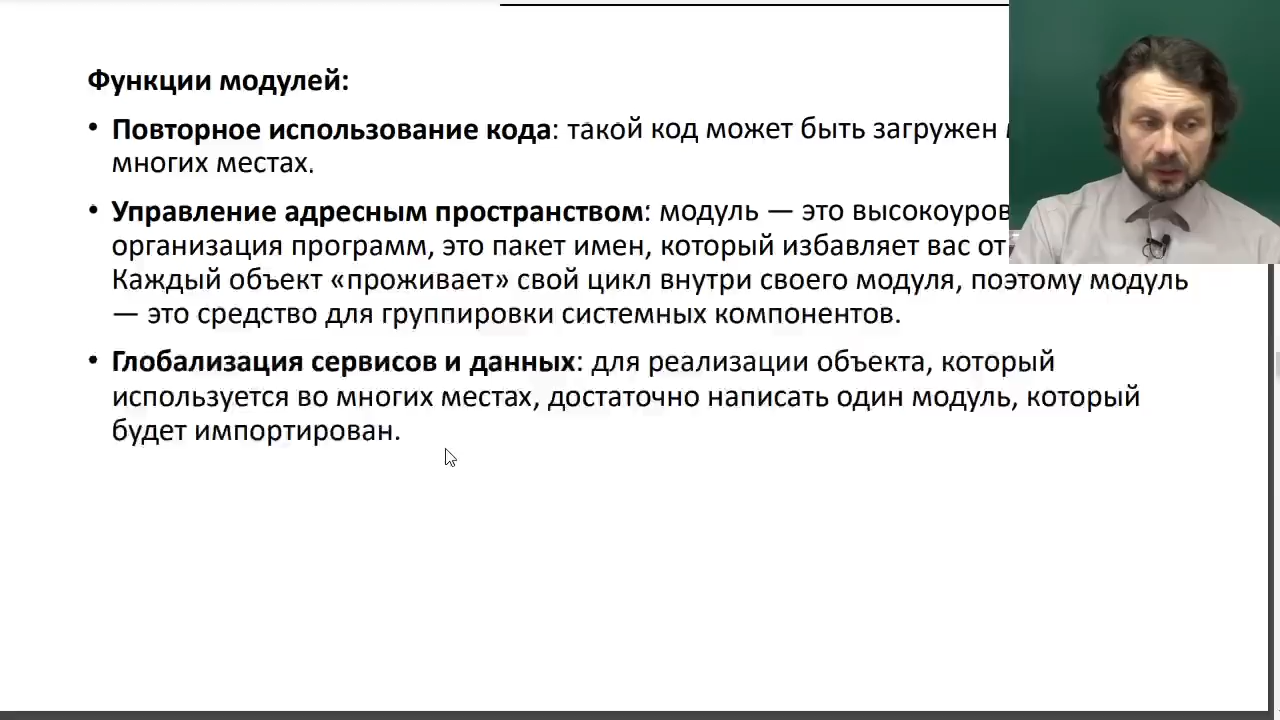 Функции модулей:
• Повторное использование кода: такой код может быть загружен
многих местах.
• Управление адресным пространством: модуль — это
организация программ, это пакет имен, который избавляет вас от
Каждый объект «проживает» свой цикл внутри своего модуля, поэтому модуль
— это средство для группировки системных компонентов.
• Глобализация сервисов и данных: для реализации объекта, который
используется во многих местах, достаточно написать один модуль, который
будет импортирован.